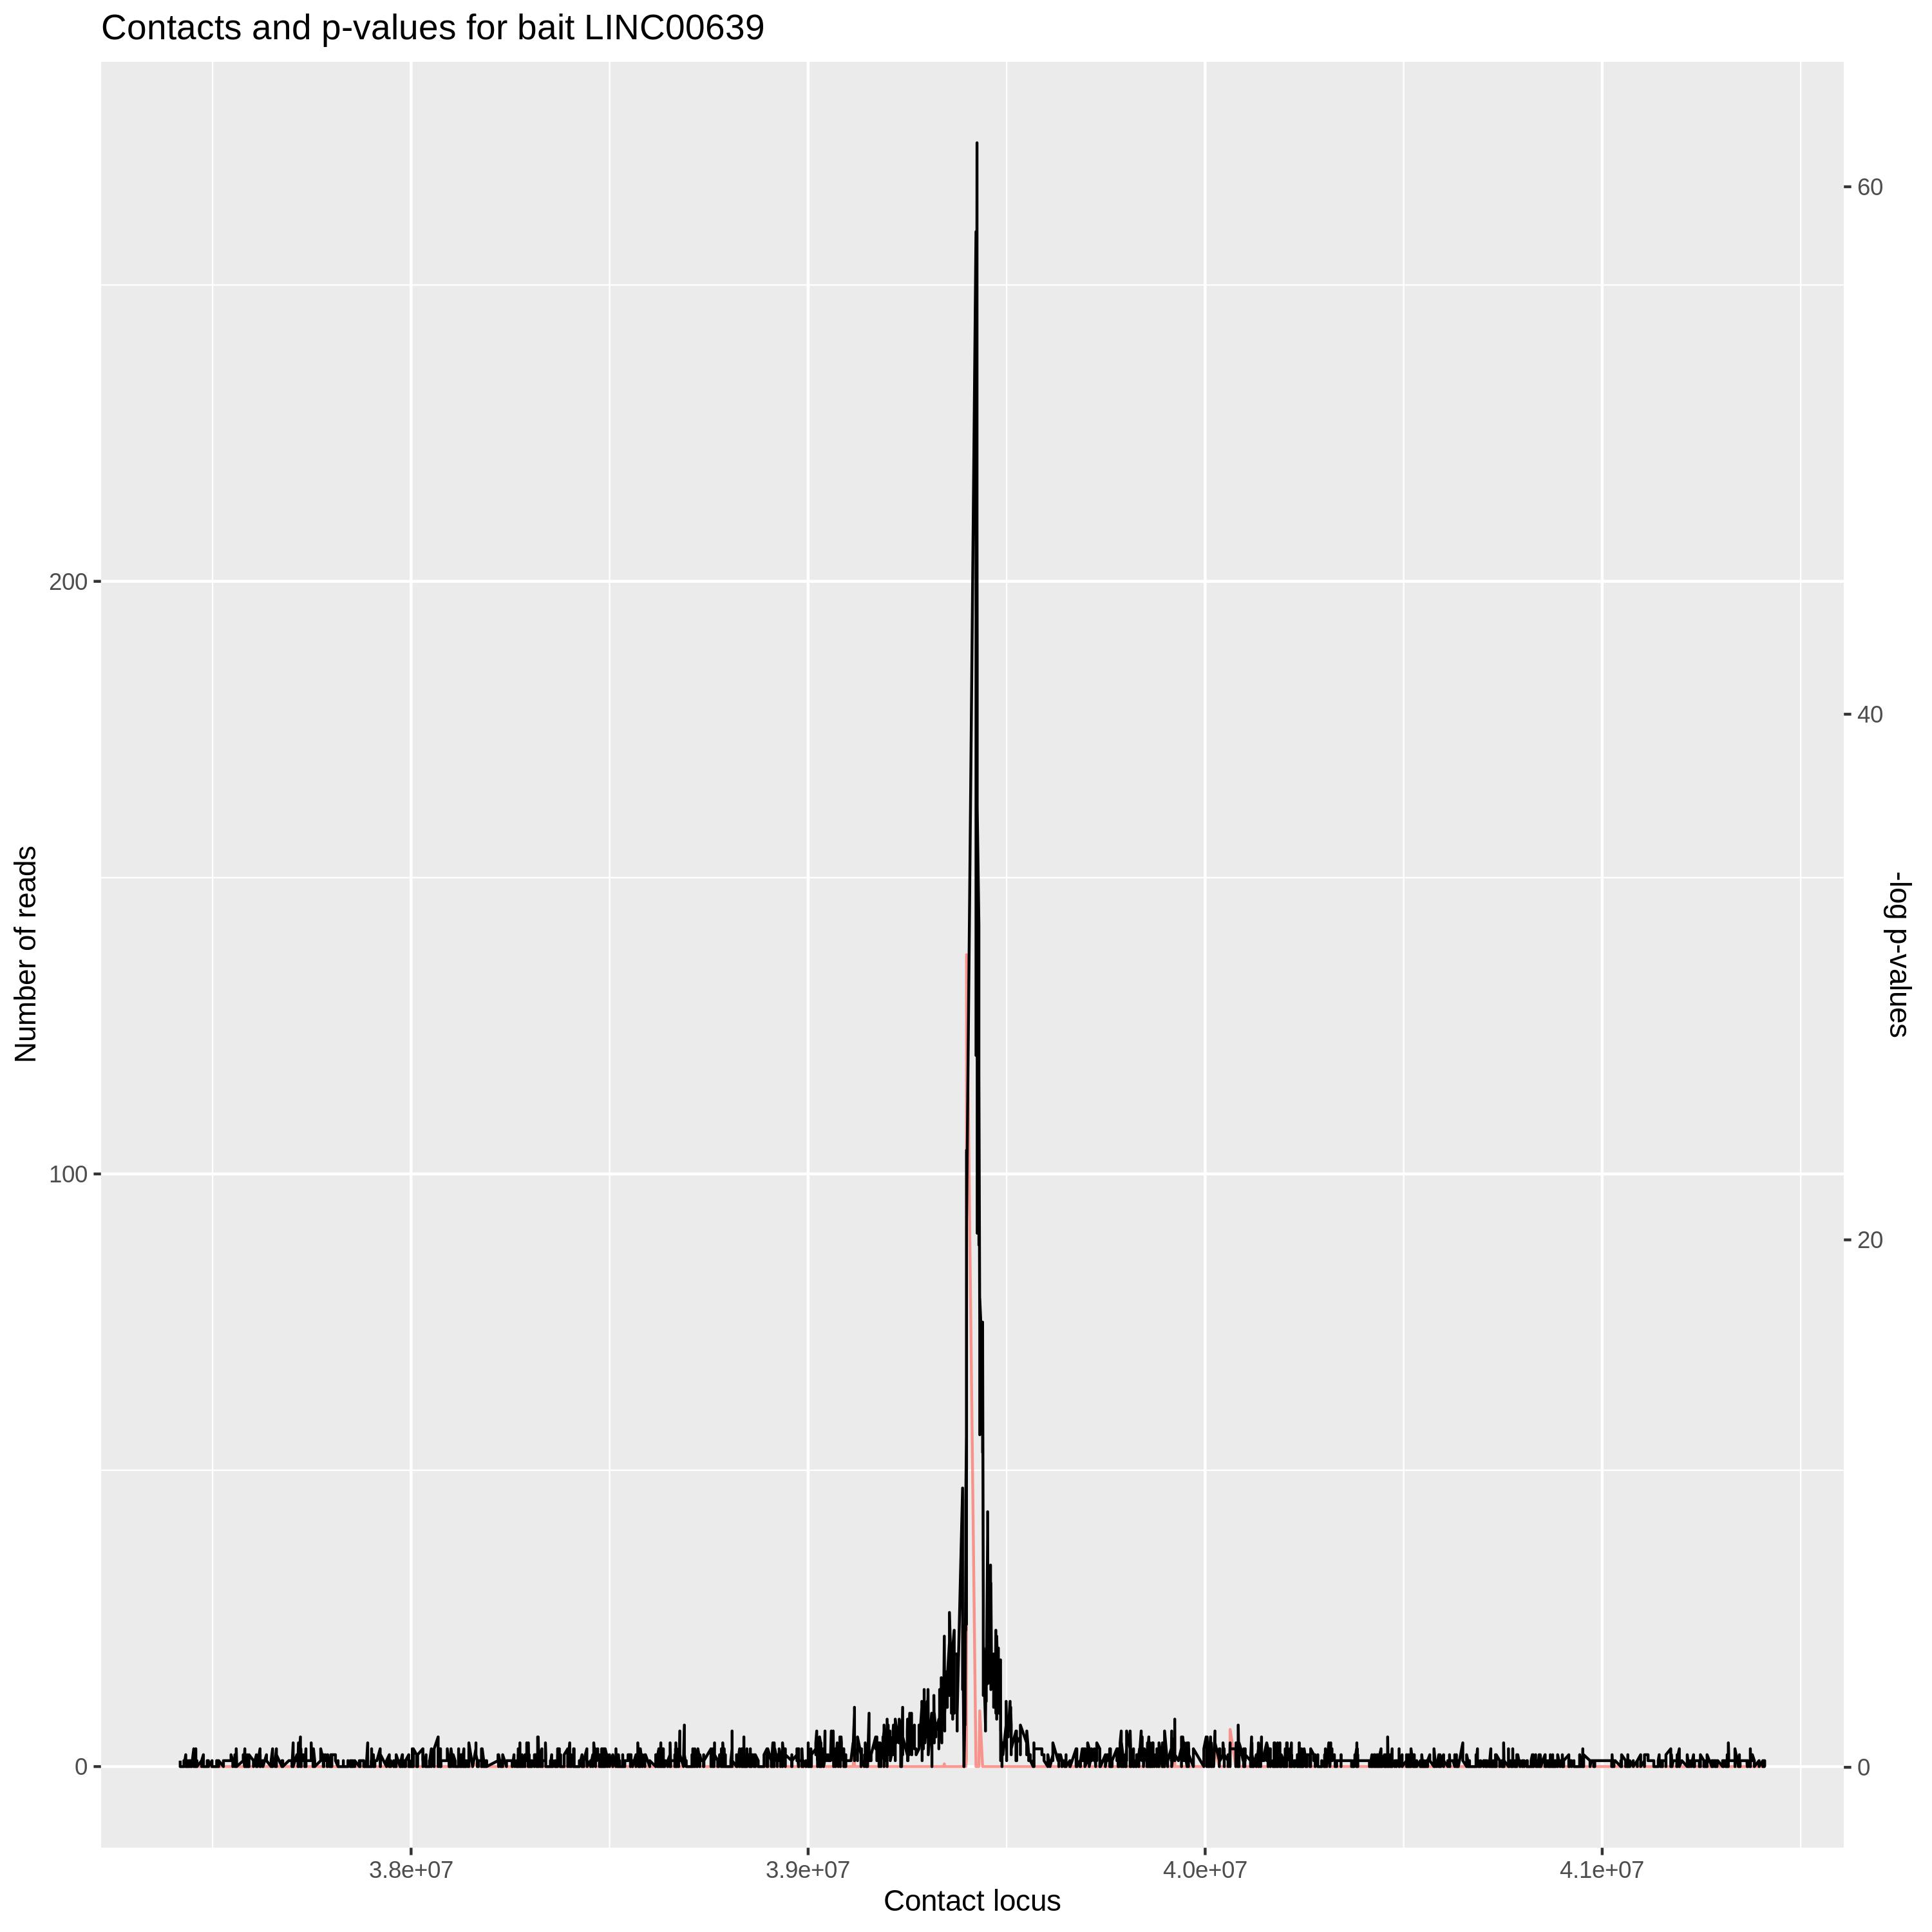 Contacts and p-values for bait LINC00639
60
200
40
Number of reads
-log p-values
100
20
0
0
3.8e+07
3.9e+07
4.0e+07
4.1e+07
Contact locus